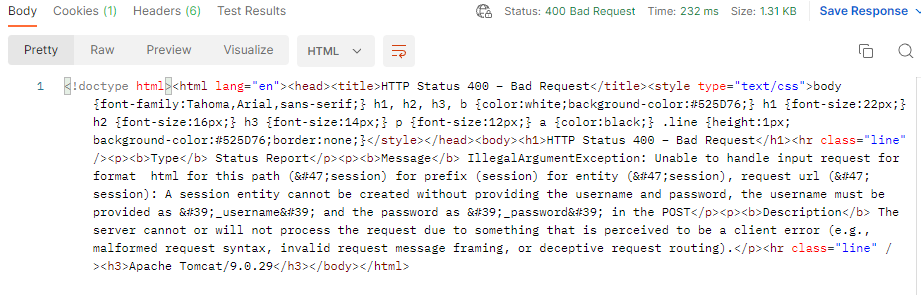 Body Cookies (1) Headers (6) Test Results Status: 400 Bad Request Time: 232 ms Size: 1.31 KB Save Response
Pretty Raw Preview Visualize HTML
1 <!doctype html><html lang="en"><head><title>HTTP Status 400 – Bad Request</title><style type="text/css">body
{font-family:Tahoma,Arial,sans-serif;} h1, h2, h3, b {color:white;background-color:#525D76;} h1 {font-size:22px;}
h2 {font-size:16px;} h3 {font-size:14px;} p {font-size:12px;} a {color:black;} .line {height:1px;
background-color:#525D76;border:none;}</style></head><body><h1>HTTP Status 400 – Bad Request</h1><hr class="line"
/><p><b>Type</b> Status Report</p><p><b>Message</b> IllegalArgumentException: Unable to handle input request for
format  html for this path (&#47;session) for prefix (session) for entity (&#47;session), request url (&#47;
session): A session entity cannot be created without providing the username and password, the username must be
provided as &#39;_username&#39; and the password as &#39;_password&#39; in the POST</p><p><b>Description</b> The
server cannot or will not process the request due to something that is perceived to be a client error (e.g.,
malformed request syntax, invalid request message framing, or deceptive request routing).</p><hr class="line" /
><h3>Apache Tomcat/9.0.29</h3></body></html>